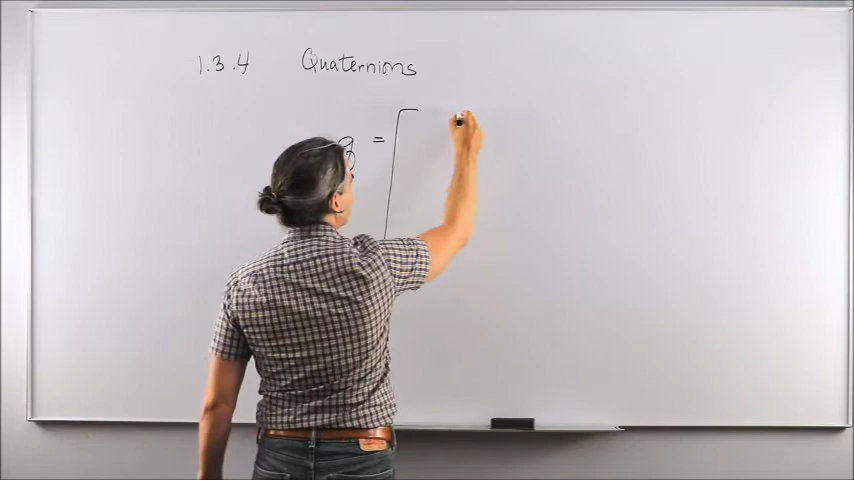 1.3.4 Quaternions
q = [